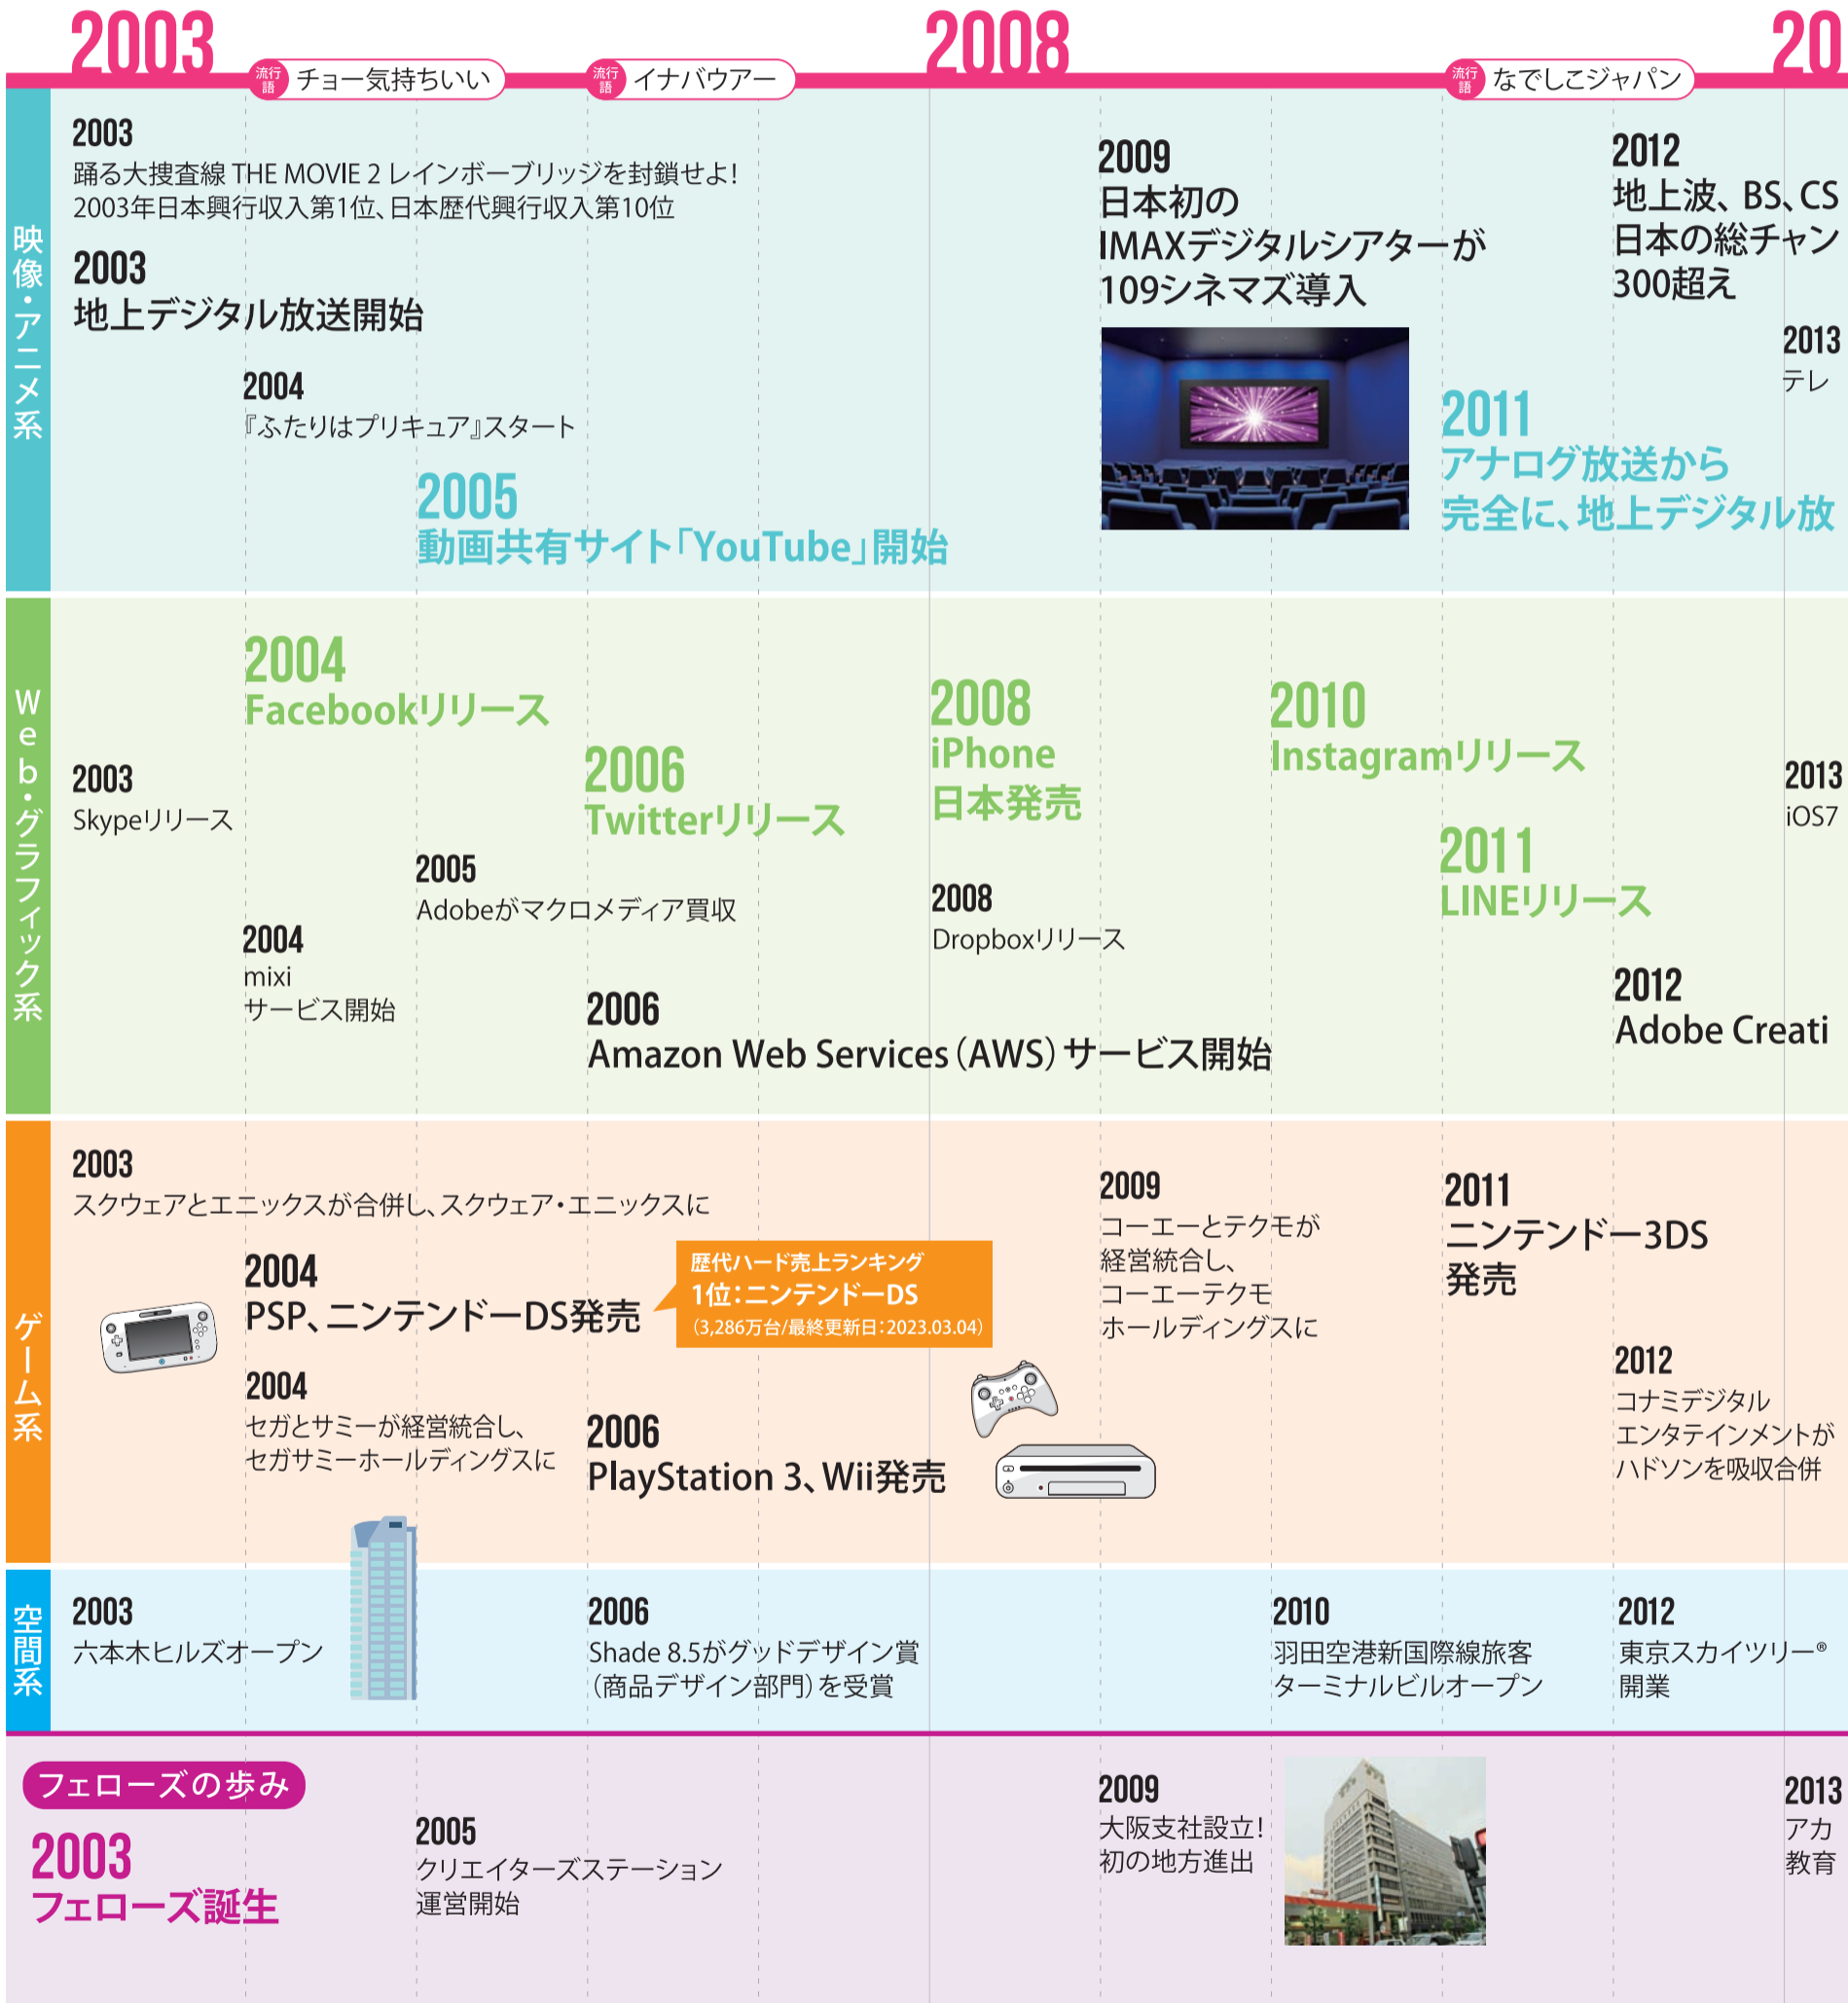 2003
2008
20
流行語 チョー気持ちいい
流行語 イナバウアー
流行語 なでしこジャパン
映像・アニメ系
2003
踊る大捜査線 THE MOVIE 2 レインボーブリッジを封鎖せよ!
2003年日本興行収入第1位、日本歴代興行収入第10位
2003
地上デジタル放送開始
2004
『ふたりはプリキュア』スタート
2005
動画共有サイト「YouTube」開始
2009
日本初の
IMAXデジタルシアターが
109シネマズ導入
2011
アナログ放送から
完全に、地上デジタル放
2012
地上波、BS、CS
日本の総チャン
300超え
2013
テレ
Web・グラフィック系
2003
Skypeリリース
2004
Facebookリリース
2004
mixi
サービス開始
2005
Adobeがマクロメディア買収
2006
Twitterリリース
2006
Amazon Web Services（AWS）サービス開始
2008
iPhone
日本発売
2008
Dropboxリリース
2010
Instagramリリース
2011
LINEリリース
2012
Adobe Creati
2013
iOS7
ゲーム系
2003
スクウェアとエニックスが合併し、スクウェア・エニックスに
2004
PSP、ニンテンドーDS発売
歴代ハード売上ランキング
1位：ニンテンドーDS
（3,286万台/最終更新日：2023.03.04）
2004
セガとサミーが経営統合し、
セガサミーホールディングスに
2006
PlayStation 3、Wii発売
2009
コーエーとテクモが
経営統合し、
コーエーテクモ
ホールディングスに
2011
ニンテンドー3DS
発売
2012
コナミデジタル
エンタテインメントが
ハドソンを吸収合併
空間系
2003
六本木ヒルズオープン
2006
Shade 8.5がグッドデザイン賞
（商品デザイン部門）を受賞
2010
羽田空港新国際線旅客
ターミナルビルオープン
2012
東京スカイツリー®
開業
フェローズの歩み
2003
フェローズ誕生
2005
クリエイターズステーション
運営開始
2009
大阪支社設立!
初の地方進出
2013
アカ
教育